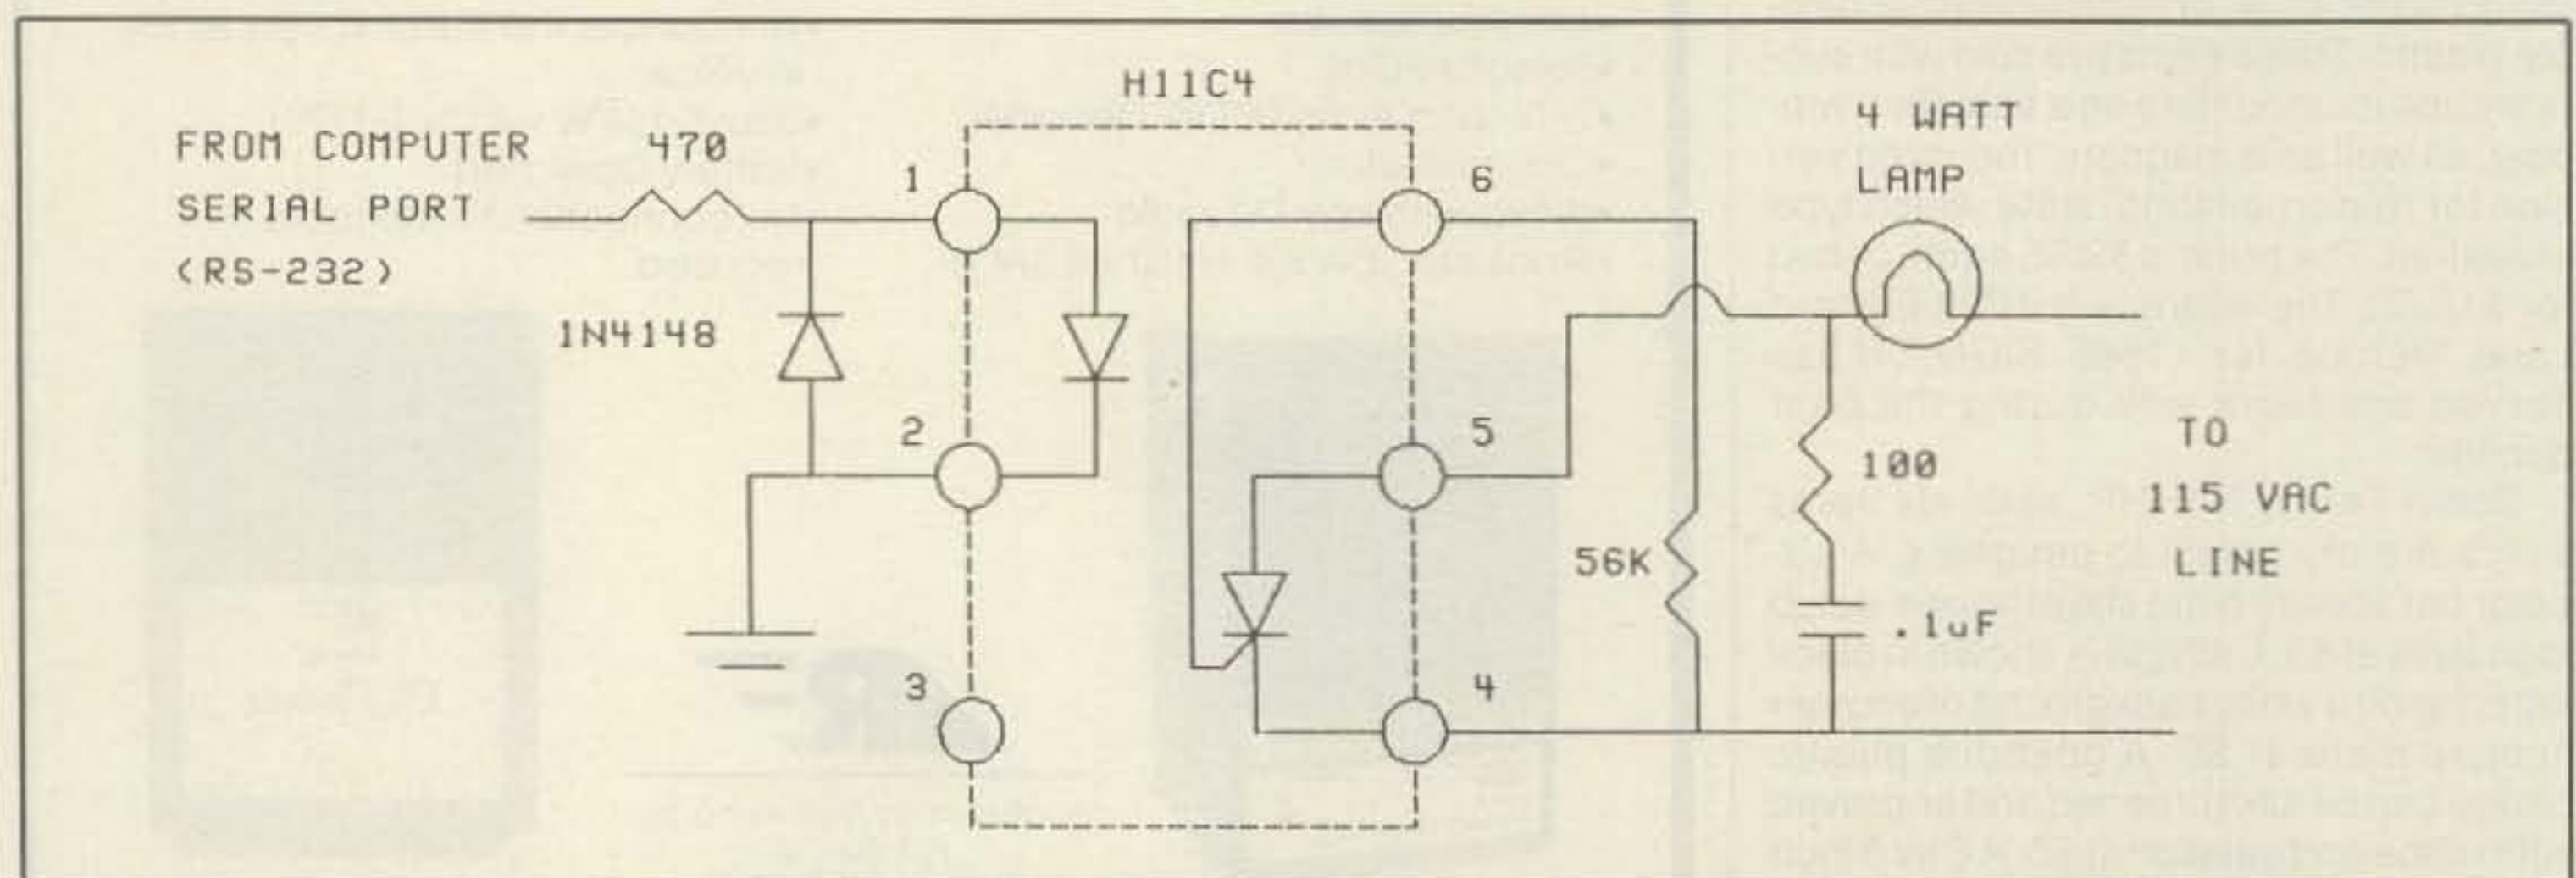 H11C4
FROM COMPUTER
SERIAL PORT
(RS-232)
470
1N4148
1
2
3
6
5
4
4 WATT
LAMP
56K
100
.1uF
TO
115 VAC
LINE